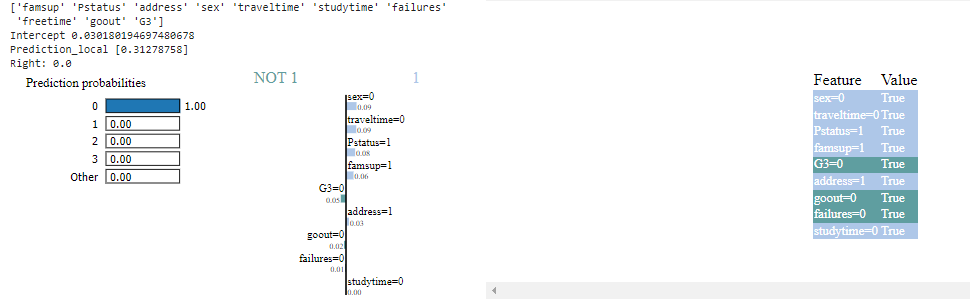 ['famsup' 'Pstatus' 'address' 'sex' 'traveltime' 'studytime' 'failures'
'freetime' 'goout' 'G3']
Intercept 0.030180194697480678
Prediction_local [0.31278758]
Right: 0.0
Prediction probabilities
0 1.00
1 0.00
2 0.00
3 0.00
Other 0.00
NOT 1 1
sex=0
0.09
traveltime=0
0.09
Pstatus=1
0.08
famsup=1
0.06
G3=0
0.05
address=1
0.03
goout=0
0.02
failures=0
0.01
studytime=0
0.00
Feature Value
sex=0 True
traveltime=0 True
Pstatus=1 True
famsup=1 True
G3=0 True
address=1 True
goout=0 True
failures=0 True
studytime=0 True